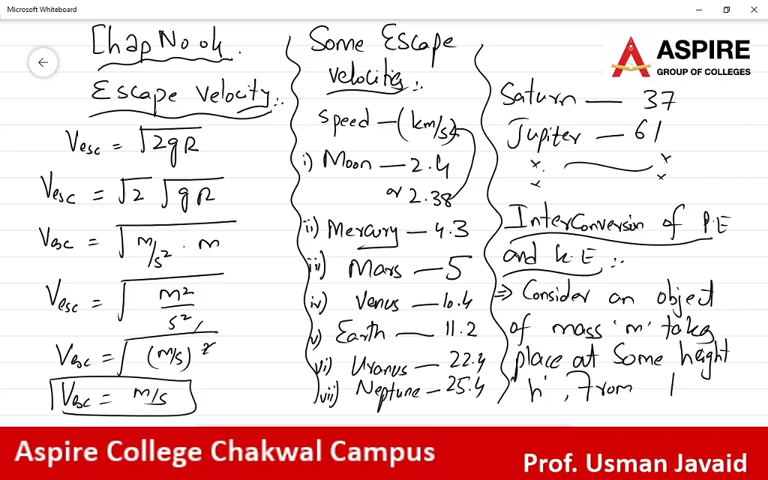 Microsoft Whiteboard
Chap No 04.
Escape Velocity :.
Vesc = √2gR
Vesc = √2 √gR
Vesc = √m/s² · m
Vesc = √m²/s²
Vesc = √(m/s)²
Vesc = m/s
Some Escape
velocities :.
Speed — (km/s)
i) Moon — 2.4
or 2.38
ii) Mercury — 4.3
iii) Mars — 5
iv) Venus — 10.4
v) Earth — 11.2
vi) Uranus — 22.4
vii) Neptune — 25.4
ASPIRE
GROUP OF COLLEGES
Saturn — 37
Jupiter — 61
Interconversion of P.E
and K.E :.
⇒ Consider an object
of mass 'm' takes
place at Some height
'h', From
Aspire College Chakwal Campus
Prof. Usman Javaid